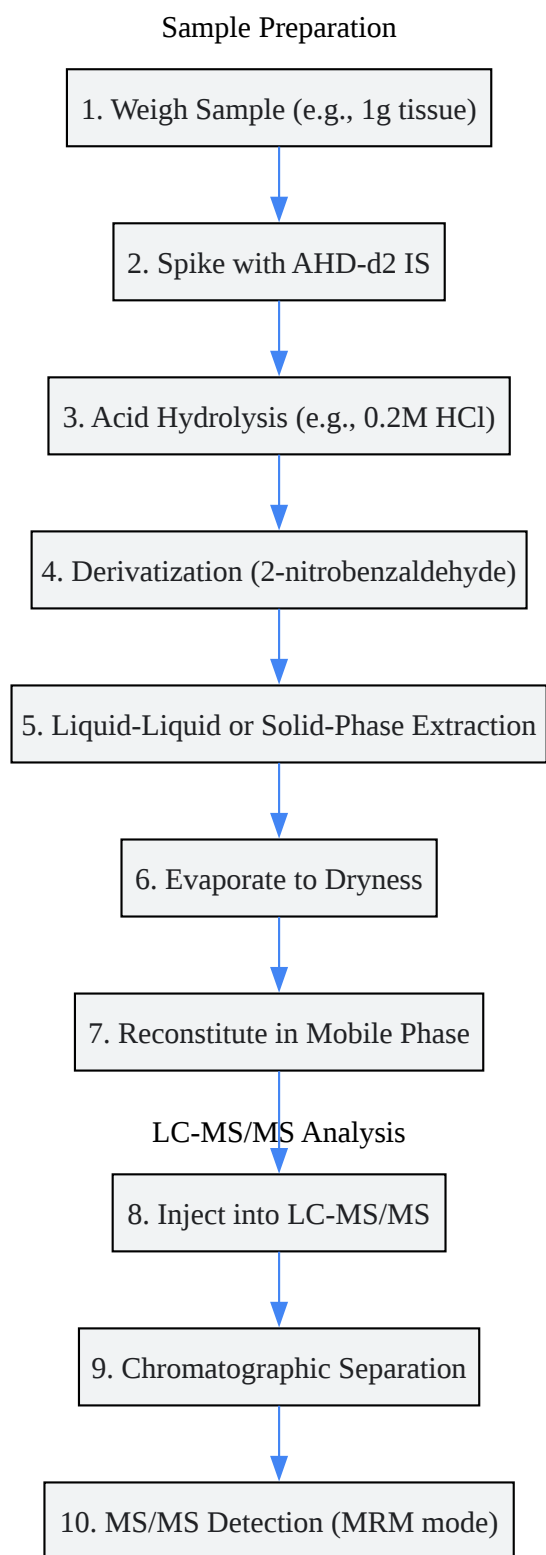 Sample Preparation
1. Weigh Sample (e.g., 1g tissue)
2. Spike with AHD-d2 IS
3. Acid Hydrolysis (e.g., 0.2M HCl)
4. Derivatization (2-nitrobenzaldehyde)
5. Liquid-Liquid or Solid-Phase Extraction
6. Evaporate to Dryness
7. Reconstitute in Mobile Phase
LC-MS/MS Analysis
8. Inject into LC-MS/MS
9. Chromatographic Separation
10. MS/MS Detection (MRM mode)